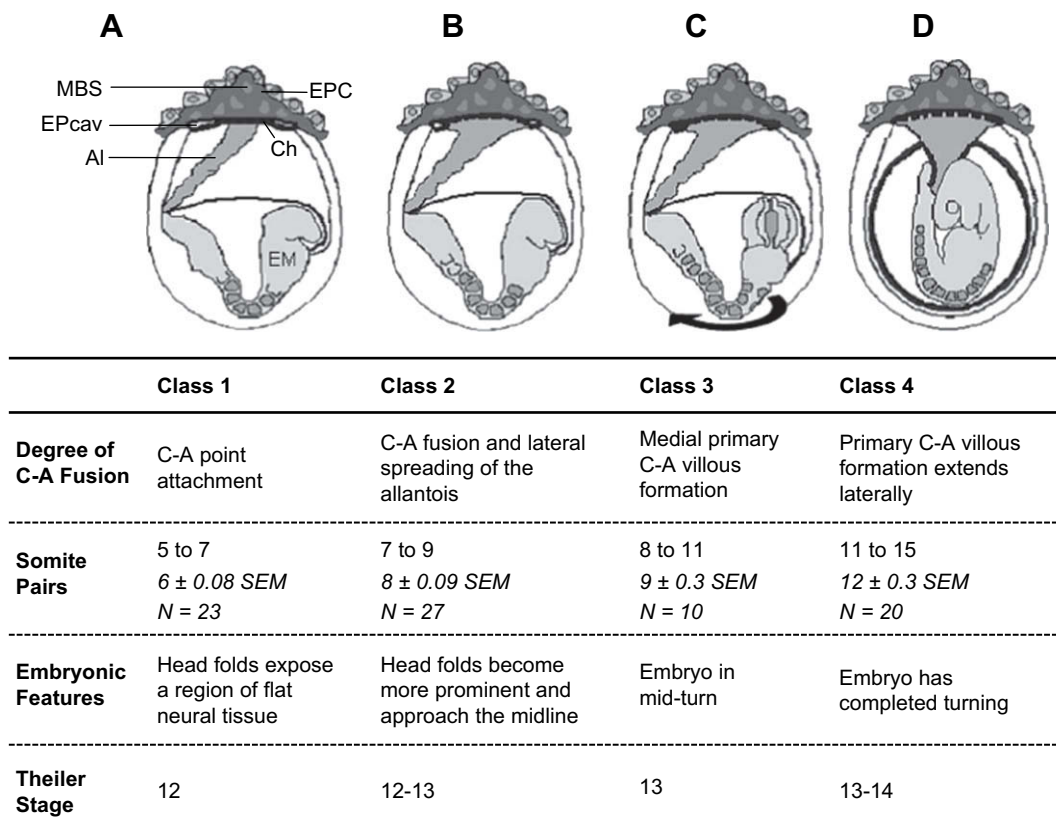 A B C D
MBS
EPC
EPcav
Ch
Al
EM
Class 1 Class 2 Class 3 Class 4
Degree of
C-A Fusion
C-A point
attachment
C-A fusion and lateral
spreading of the
allantois
Medial primary
C-A villous
formation
Primary C-A villous
formation extends
laterally
Somite
Pairs
5 to 7
6 ± 0.08 SEM
N = 23
7 to 9
8 ± 0.09 SEM
N = 27
8 to 11
9 ± 0.3 SEM
N = 10
11 to 15
12 ± 0.3 SEM
N = 20
Embryonic
Features
Head folds expose
a region of flat
neural tissue
Head folds become
more prominent and
approach the midline
Embryo in
mid-turn
Embryo has
completed turning
Theiler
Stage
12
12-13
13
13-14